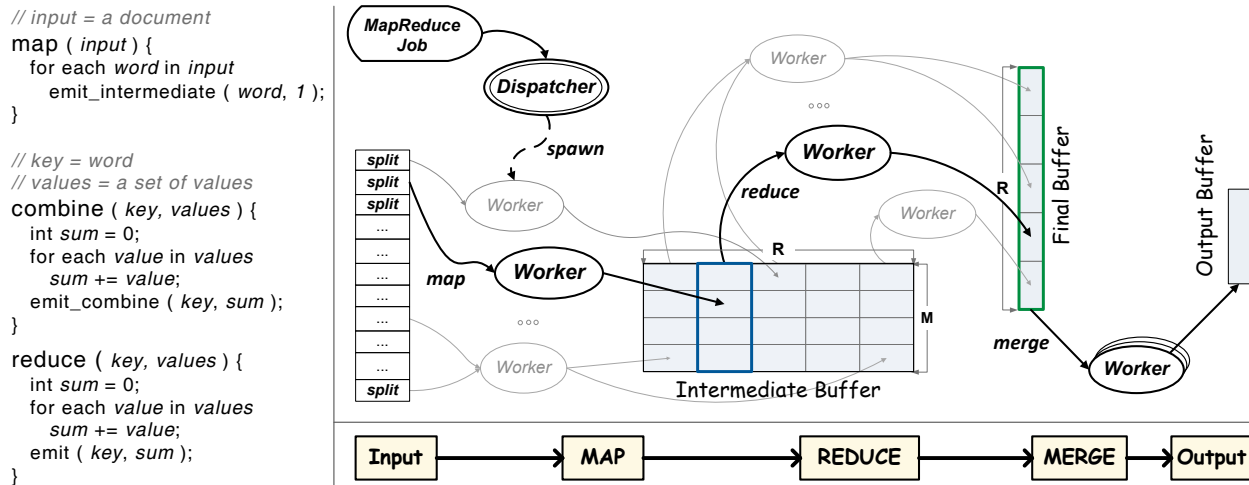 // input = a document
map ( input ) {
for each word in input
emit_intermediate ( word, 1 );
}
// key = word
// values = a set of values
combine ( key, values ) {
int sum = 0;
for each value in values
sum += value;
emit_combine ( key, sum );
}
reduce ( key, values ) {
int sum = 0;
for each value in values
sum += value;
emit ( key, sum );
}
MapReduce
Job
Dispatcher
spawn
split
split
split
...
...
...
...
...
...
...
split
map
Worker
Worker
Worker
Worker
Worker
Worker
reduce
R
M
Intermediate Buffer
R
Final Buffer
merge
Worker
Output Buffer
Input
MAP
REDUCE
MERGE
Output